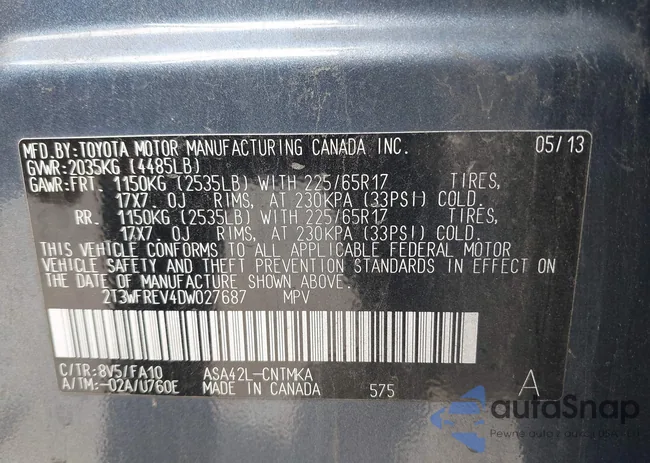 MFD.BY:TOYOTA MOTOR MANUFACTURING CANADA INC. 05/13
GVWR:2035KG (4485LB)
GAWR:FRT. 1150KG (2535LB) WITH 225/65R17 TIRES,
17X7. 0J RIMS, AT 230KPA (33PSI) COLD.
RR. 1150KG (2535LB) WITH 225/65R17 TIRES,
17X7. 0J RIMS, AT 230KPA (33PSI) COLD.
THIS VEHICLE CONFORMS TO ALL APPLICABLE FEDERAL MOTOR
VEHICLE SAFETY AND THEFT PREVENTION STANDARDS IN EFFECT ON
THE DATE OF MANUFACTURE SHOWN ABOVE.
2T3WFREV4DW027687 MPV
C/TR:8V5/FA10 ASA42L-CNTMKA
A/TM:-02A/U760E MADE IN CANADA 575 A
autoSnap
Pewne auto z aukcji